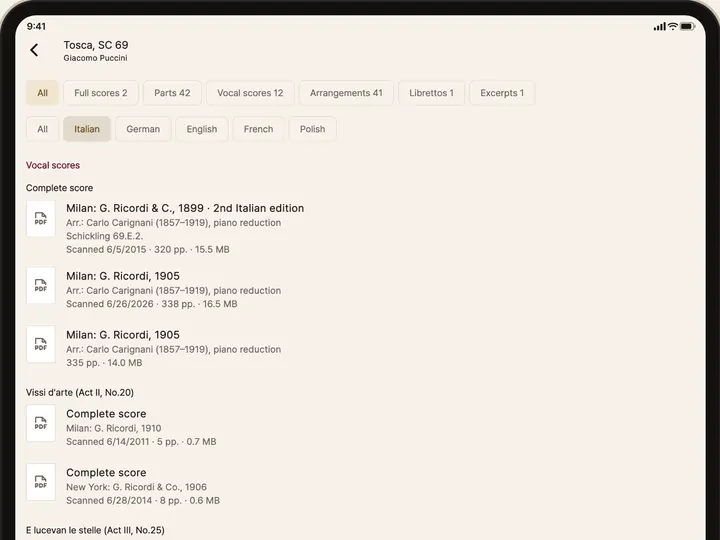 9:41
Tosca, SC 69
Giacomo Puccini
All
Full scores 2
Parts 42
Vocal scores 12
Arrangements 41
Librettos 1
Excerpts 1
All
Italian
German
English
French
Polish
Vocal scores
Complete score
PDF
Milan: G. Ricordi & C., 1899 · 2nd Italian edition
Arr.: Carlo Carignani (1857–1919), piano reduction
Schickling 69.E.2.
Scanned 6/5/2015 · 320 pp. · 15.5 MB
PDF
Milan: G. Ricordi, 1905
Arr.: Carlo Carignani (1857–1919), piano reduction
Scanned 6/26/2026 · 338 pp. · 16.5 MB
PDF
Milan: G. Ricordi, 1905
Arr.: Carlo Carignani (1857–1919), piano reduction
335 pp. · 14.0 MB
Vissi d'arte (Act II, No.20)
PDF
Complete score
Milan: G. Ricordi, 1910
Scanned 6/14/2011 · 5 pp. · 0.7 MB
PDF
Complete score
New York: G. Ricordi & Co., 1906
Scanned 6/28/2014 · 8 pp. · 0.6 MB
E lucevan le stelle (Act III, No.25)